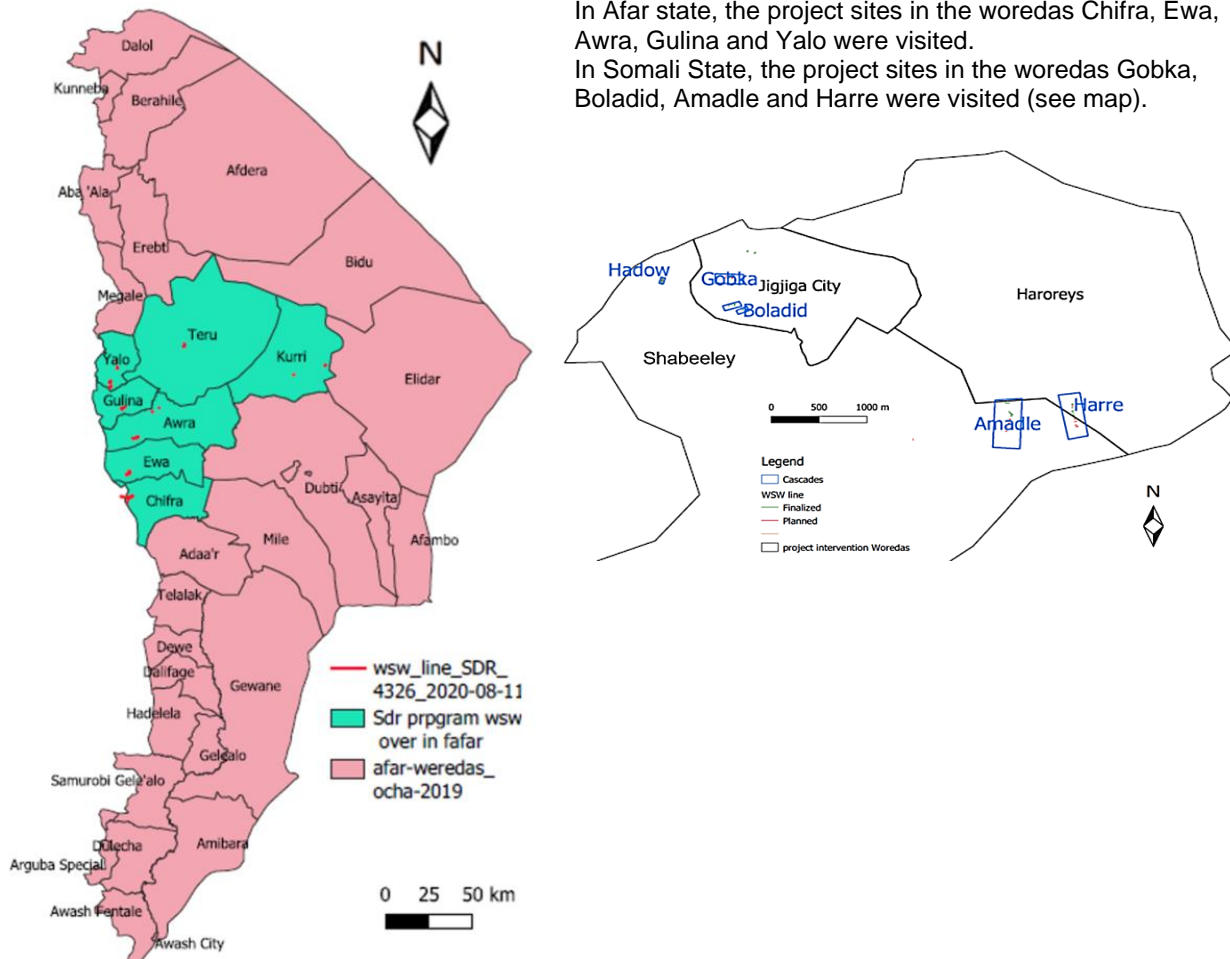 In Afar state, the project sites in the woredas Chifra, Ewa,
Awra, Gulina and Yalo were visited.
In Somali State, the project sites in the woredas Gobka,
Boladid, Amadle and Harre were visited (see map).
N
Dalol
Kunneba
Berahile
Afdera
Aba 'Ala
Erebti
Bidu
Megale
Teru
Yalo
Kurri
Elidar
Gulina
Awra
Ewa
Chifra
Dubti
Asayita
Adaa'r
Mile
Afambo
Telalak
Dewe
Dalifage
Gewane
Hadelela
Gelealo
Samurobi Gele'alo
Dulecha
Amibara
Arguba Special
Awash Fentale
Awash City
wsw_line_SDR_
4326_2020-08-11
Sdr prpgram wsw
over in fafar
afar-weredas_
ocha-2019
0 25 50 km
Hadow
Gobka
Jigjiga City
Boladid
Haroreys
Shabeeley
0 500 1000 m
Amadle
Harre
Legend
Cascades
WSW line
Finalized
Planned
project intervention Woredas
N